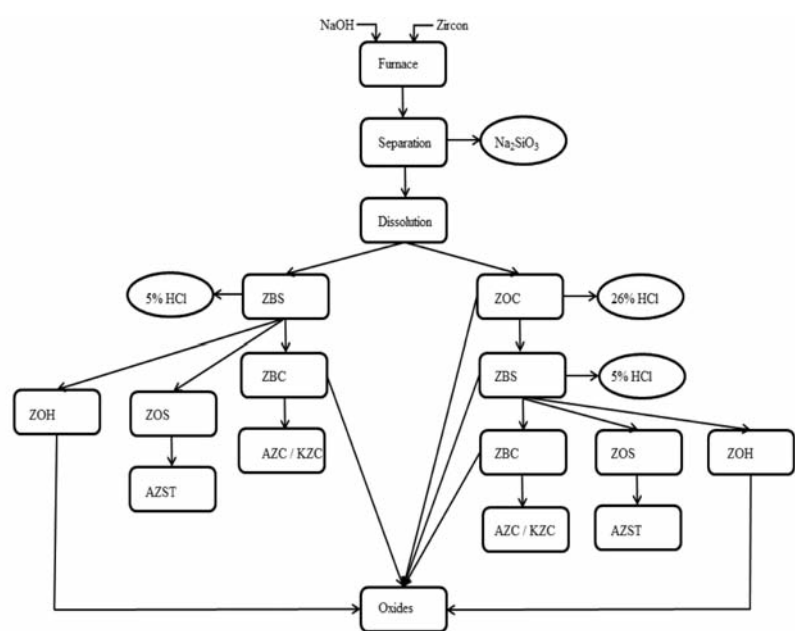 NaOH Zircon
Furnace
Separation
Na₂SiO₃
Dissolution
5% HCl
ZBS
ZOC
26% HCl
ZBC
ZBS
5% HCl
ZOH
ZOS
ZBC
ZOS
ZOH
AZC / KZC
AZST
AZC / KZC
AZST
Oxides